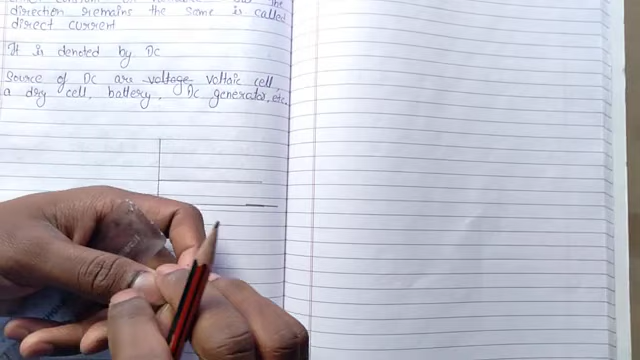 direction remains the same is called
direct current
It is denoted by DC
Source of DC are voltage voltaic cell,
a dry cell, battery, DC generator, etc.